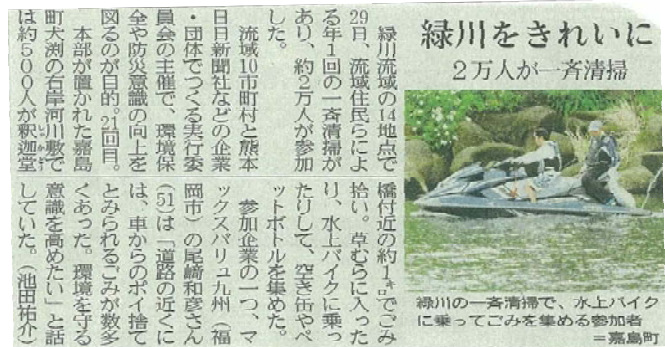 緑川をきれいに
2万人が一斉清掃
緑川流域の14地点で
29日、流域住民らによ
る年1回の一斉清掃が
あり、約2万人が参加
した。
流域10市町村と熊本
日日新聞社などの企業
・団体でつくる実行委
員会の主催で、環境保
全や防災意識の向上を
図るのが目的。21回目。
本部が置かれた嘉島
町犬渕の右岸河川敷で
は約500人が釈迦堂
しゃかどう
橋付近の約1㌔でごみ
拾い。草むらに入った
り、水上バイクに乗っ
たりして、空き缶やペ
ットボトルを集めた。
参加企業の一つ、マ
ックスバリュ九州（福
岡市）の尾﨑和彦さん
(51)は「道路の近くに
は、車からのポイ捨て
とみられるごみが数多
くあった。環境を守る
意識を高めたい」と話
していた。（池田祐介）
緑川の一斉清掃で、水上バイク
に乗ってごみを集める参加者
＝嘉島町